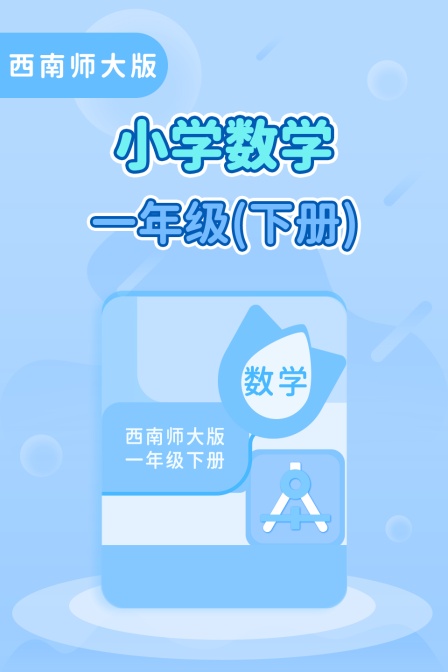 西南师大版
小学数学
一年级(下册)
数学
西南师大版
一年级下册